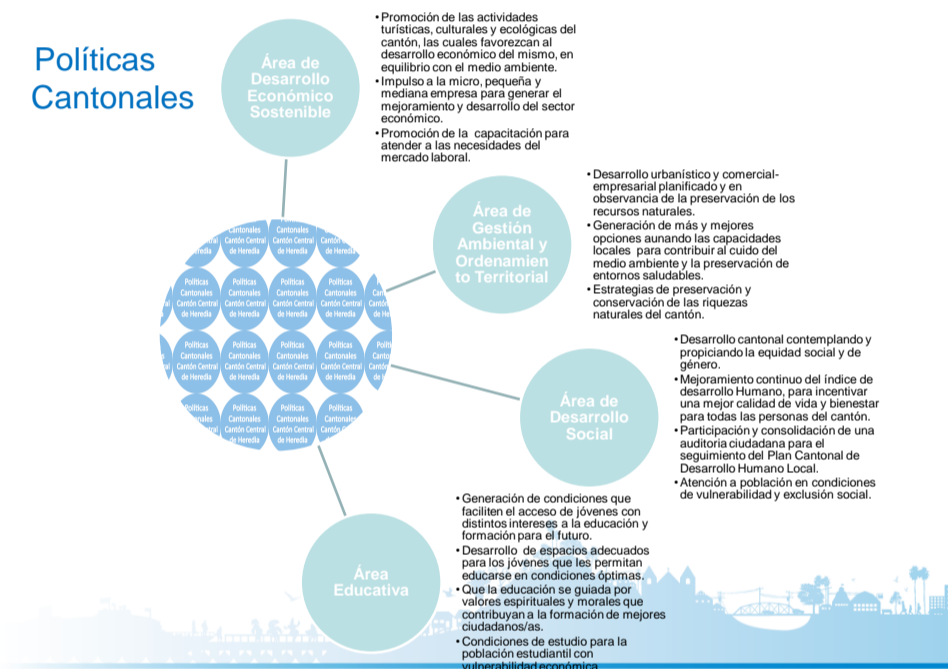 Políticas
Cantonales
Área de
Desarrollo
Económico
Sostenible
• Promoción de las actividades
turísticas, culturales y ecológicas del
cantón, las cuales favorezcan al
desarrollo económico del mismo, en
equilibrio con el medio ambiente.
• Impulso a la micro, pequeña y
mediana empresa para generar el
mejoramiento y desarrollo del sector
económico.
• Promoción de la capacitación para
atender a las necesidades del
mercado laboral.
Área de
Gestión
Ambiental y
Ordenamien
to Territorial
• Desarrollo urbanístico y comercial-
empresarial planificado y en
observancia de la preservación de los
recursos naturales.
• Generación de más y mejores
opciones aunando las capacidades
locales para contribuir al cuido del
medio ambiente y la preservación de
entornos saludables.
• Estrategias de preservación y
conservación de las riquezas
naturales del cantón.
Políticas
Cantonales
Cantón Central
de Heredia
Área de
Desarrollo
Social
• Desarrollo cantonal contemplando y
propiciando la equidad social y de
género.
• Mejoramiento continuo del índice de
desarrollo Humano, para incentivar
una mejor calidad de vida y bienestar
para todas las personas del cantón.
• Participación y consolidación de una
auditoria ciudadana para el
seguimiento del Plan Cantonal de
Desarrollo Humano Local.
• Atención a población en condiciones
de vulnerabilidad y exclusión social.
Área
Educativa
• Generación de condiciones que
faciliten el acceso de jóvenes con
distintos intereses a la educación y
formación para el futuro.
• Desarrollo de espacios adecuados
para los jóvenes que les permitan
educarse en condiciones óptimas.
• Que la educación se guiada por
valores espirituales y morales que
contribuyan a la formación de mejores
ciudadanos/as.
• Condiciones de estudio para la
población estudiantil con
vulnerabilidad económica